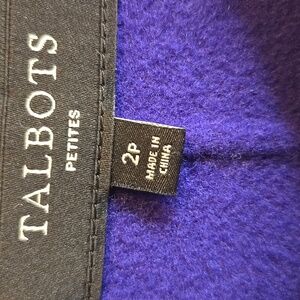 TALBOTS
PETITES
2P
MADE IN
CHINA